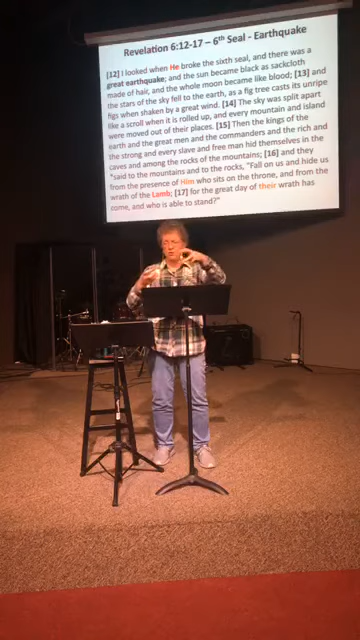 Revelation 6:12-17 – 6th Seal - Earthquake
[12] I looked when He broke the sixth seal, and there was a
great earthquake; and the sun became black as sackcloth
made of hair, and the whole moon became like blood; [13] and
the stars of the sky fell to the earth, as a fig tree casts its unripe
figs when shaken by a great wind. [14] The sky was split apart
like a scroll when it is rolled up, and every mountain and island
were moved out of their places. [15] Then the kings of the
earth and the great men and the commanders and the rich and
the strong and every slave and free man hid themselves in the
caves and among the rocks of the mountains; [16] and they
"said to the mountains and to the rocks, "Fall on us and hide us
from the presence of Him who sits on the throne, and from the
wrath of the Lamb; [17] for the great day of their wrath has
come, and who is able to stand?"